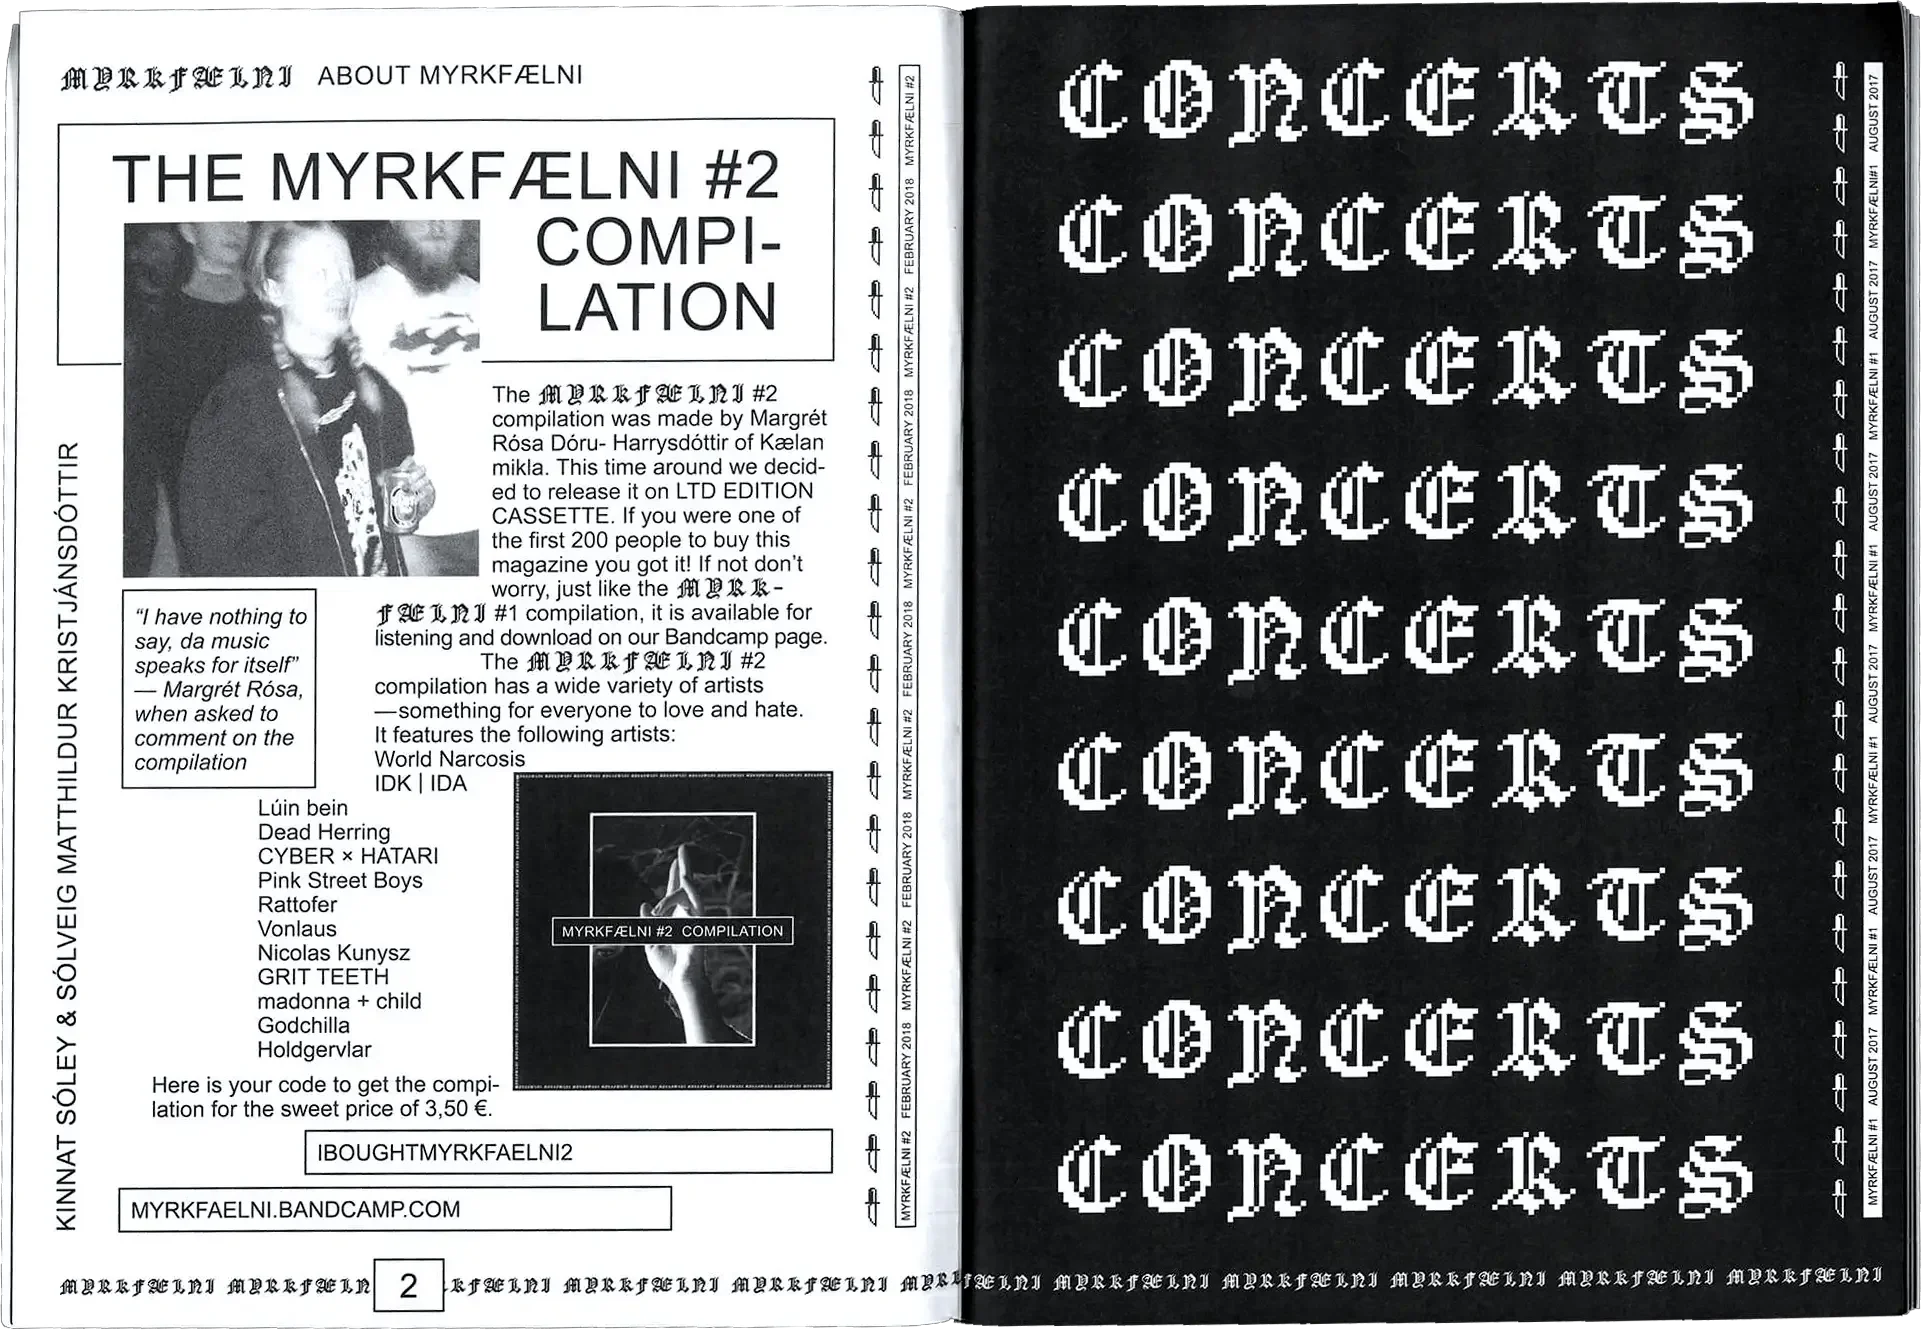 MYRKFÆLNI ABOUT MYRKFÆLNI
THE MYRKFÆLNI #2
COMPI-
LATION
The MYRKFÆLNI #2
compilation was made by Margrét
Rósa Dóru- Harrysdóttir of Kælan
mikla. This time around we decid-
ed to release it on LTD EDITION
CASSETTE. If you were one of
the first 200 people to buy this
magazine you got it! If not don't
worry, just like the MYRK-
FÆLNI #1 compilation, it is available for
listening and download on our Bandcamp page.
The MYRKFÆLNI #2
compilation has a wide variety of artists
—something for everyone to love and hate.
It features the following artists:
World Narcosis
IDK | IDA
Lúin bein
Dead Herring
CYBER × HATARI
Pink Street Boys
Rattofer
Vonlaus
Nicolas Kunysz
GRIT TEETH
madonna + child
Godchilla
Holdgervlar
"I have nothing to
say, da music
speaks for itself"
— Margrét Rósa,
when asked to
comment on the
compilation
MYRKFÆLNI #2 COMPILATION
Here is your code to get the compi-
lation for the sweet price of 3,50 €.
IBOUGHTMYRKFAELNI2
MYRKFAELNI.BANDCAMP.COM
KINNAT SÓLEY & SÓLVEIG MATTHILDUR KRISTJÁNSDÓTTIR
MYRKFÆLNI #2 FEBRUARY 2018 MYRKFÆLNI #2 FEBRUARY 2018 MYRKFÆLNI #2 FEBRUARY 2018 MYRKFÆLNI #2 FEBRUARY 2018 MYRKFÆLNI #2 FEBRUARY 2018 MYRKFÆLNI #2
CONCERTS
CONCERTS
CONCERTS
CONCERTS
CONCERTS
CONCERTS
CONCERTS
CONCERTS
CONCERTS
MYRKFÆLNI #1 AUGUST 2017 MYRKFÆLNI #1 AUGUST 2017 MYRKFÆLNI #1 AUGUST 2017 MYRKFÆLNI #1 AUGUST 2017 MYRKFÆLNI #1 AUGUST 2017 MYRKFÆLNI#1 AUGUST 2017
MYRKFÆLNI MYRKFÆLN 2 KFÆLNI MYRKFÆLNI MYRKFÆLNI MYRKFÆLNI MYRKFÆLNI MYRKFÆLNI MYRKFÆLNI MYRKFÆLNI MYRKFÆLNI